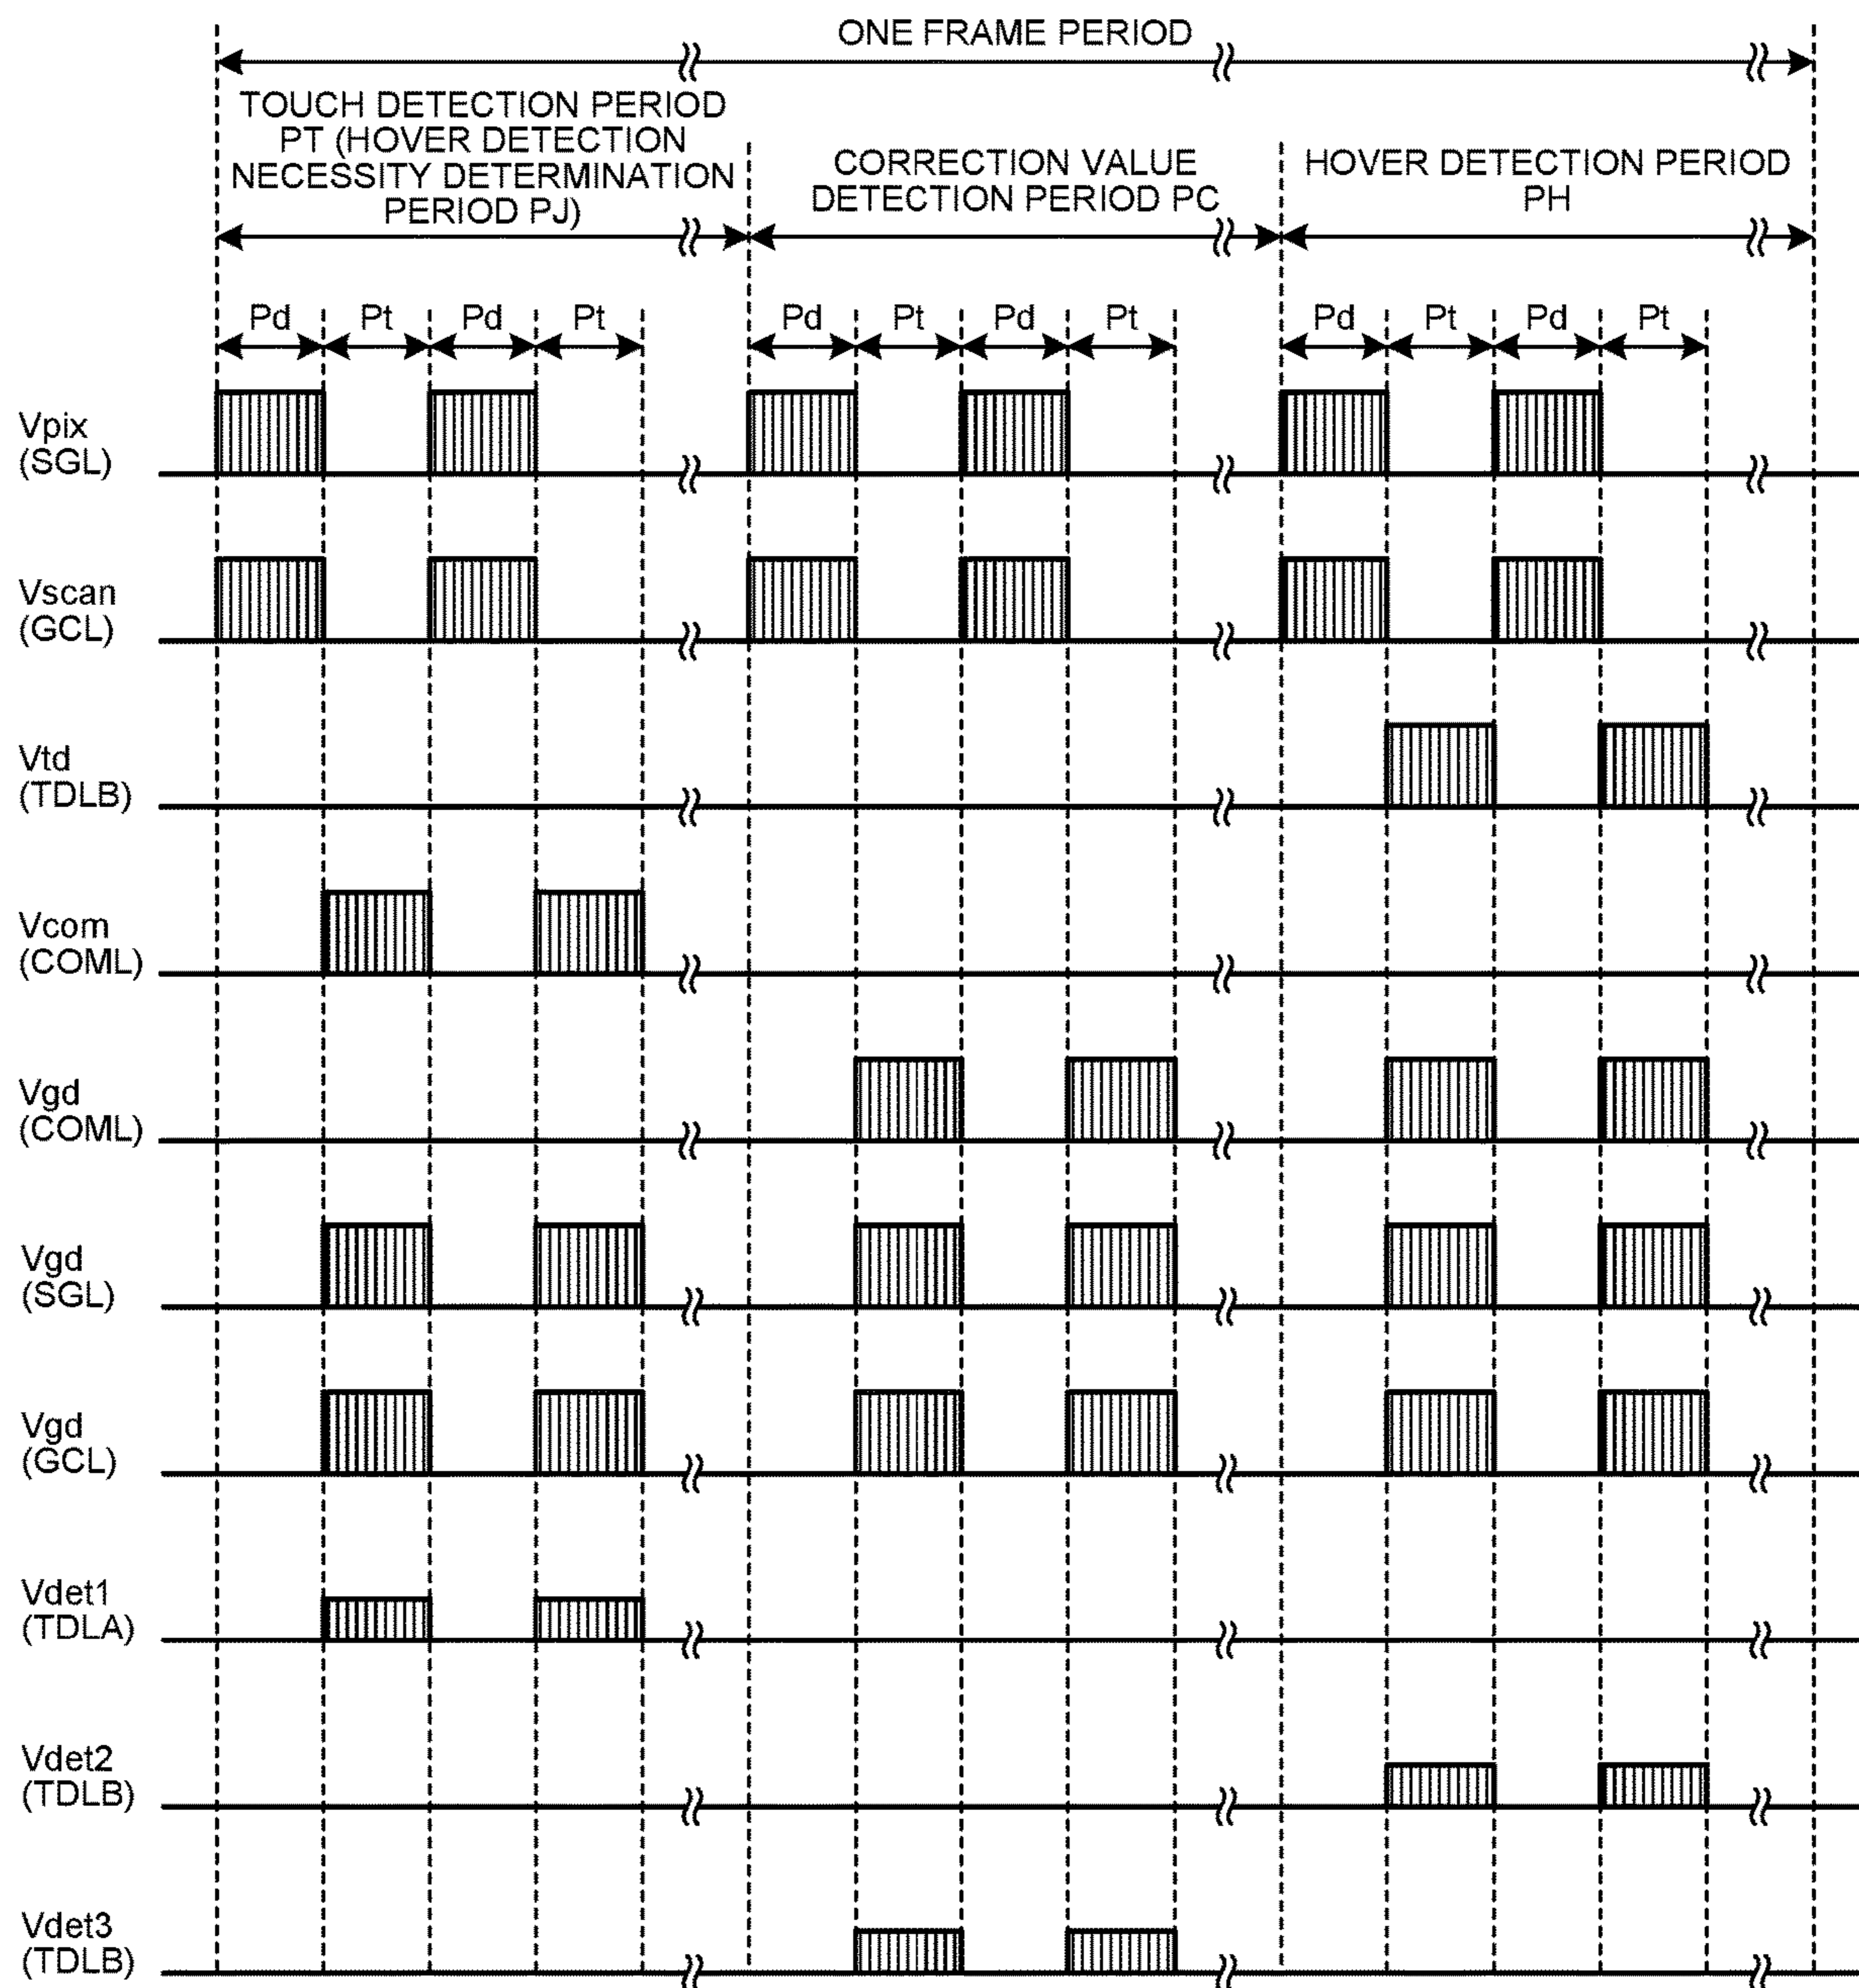 ONE FRAME PERIOD
TOUCH DETECTION PERIOD
PT (HOVER DETECTION
NECESSITY DETERMINATION
PERIOD PJ)
CORRECTION VALUE
DETECTION PERIOD PC
HOVER DETECTION PERIOD
PH
Pd Pt Pd Pt Pd Pt Pd Pt Pd Pt Pd Pt
Vpix
(SGL)
Vscan
(GCL)
Vtd
(TDLB)
Vcom
(COML)
Vgd
(COML)
Vgd
(SGL)
Vgd
(GCL)
Vdet1
(TDLA)
Vdet2
(TDLB)
Vdet3
(TDLB)